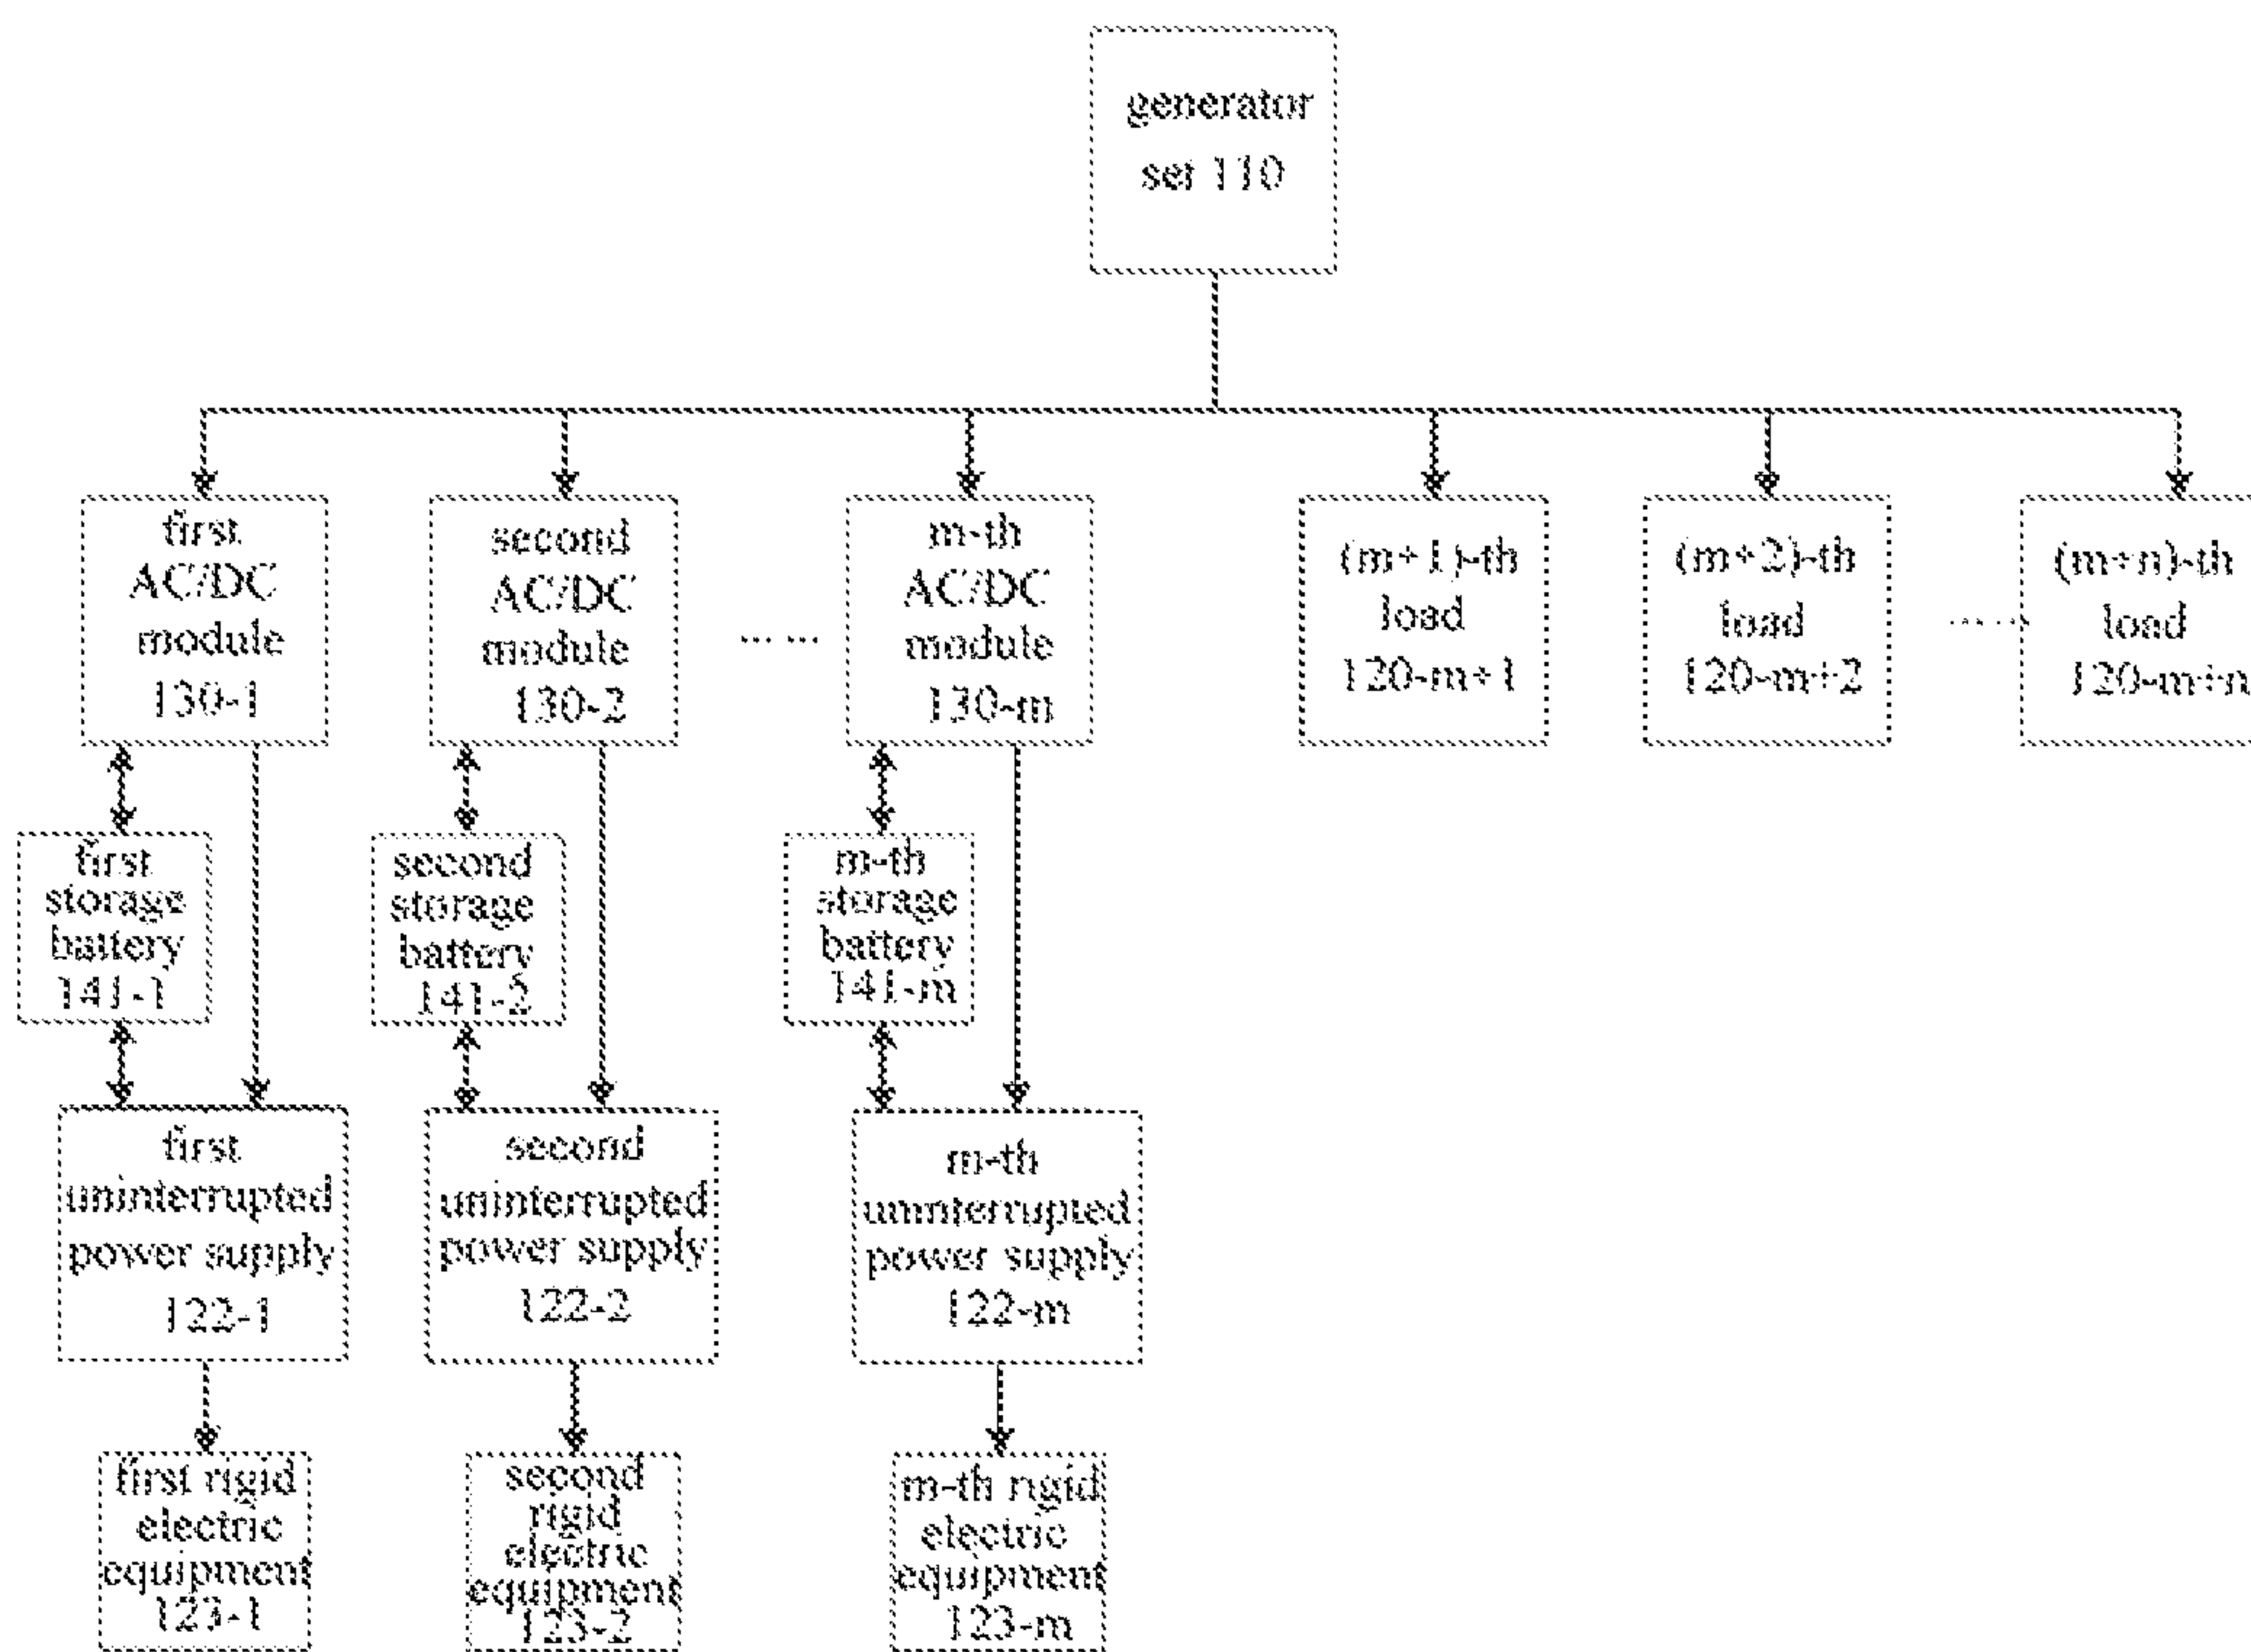 generator
set 110
first
AC/DC
module
130-1
second
AC/DC
module
130-2
... ...
m-th
AC/DC
module
130-m
(m+1)-th
load
120-m+1
(m+2)-th
load
120-m+2
... ...
(m+n)-th
load
120-m+n
first
storage
battery
141-1
second
storage
battery
141-2
m-th
storage
battery
141-m
first
uninterrupted
power supply
122-1
second
uninterrupted
power supply
122-2
m-th
uninterrupted
power supply
122-m
first rigid
electric
equipment
123-1
second
rigid
electric
equipment
123-2
m-th rigid
electric
equipment
123-m